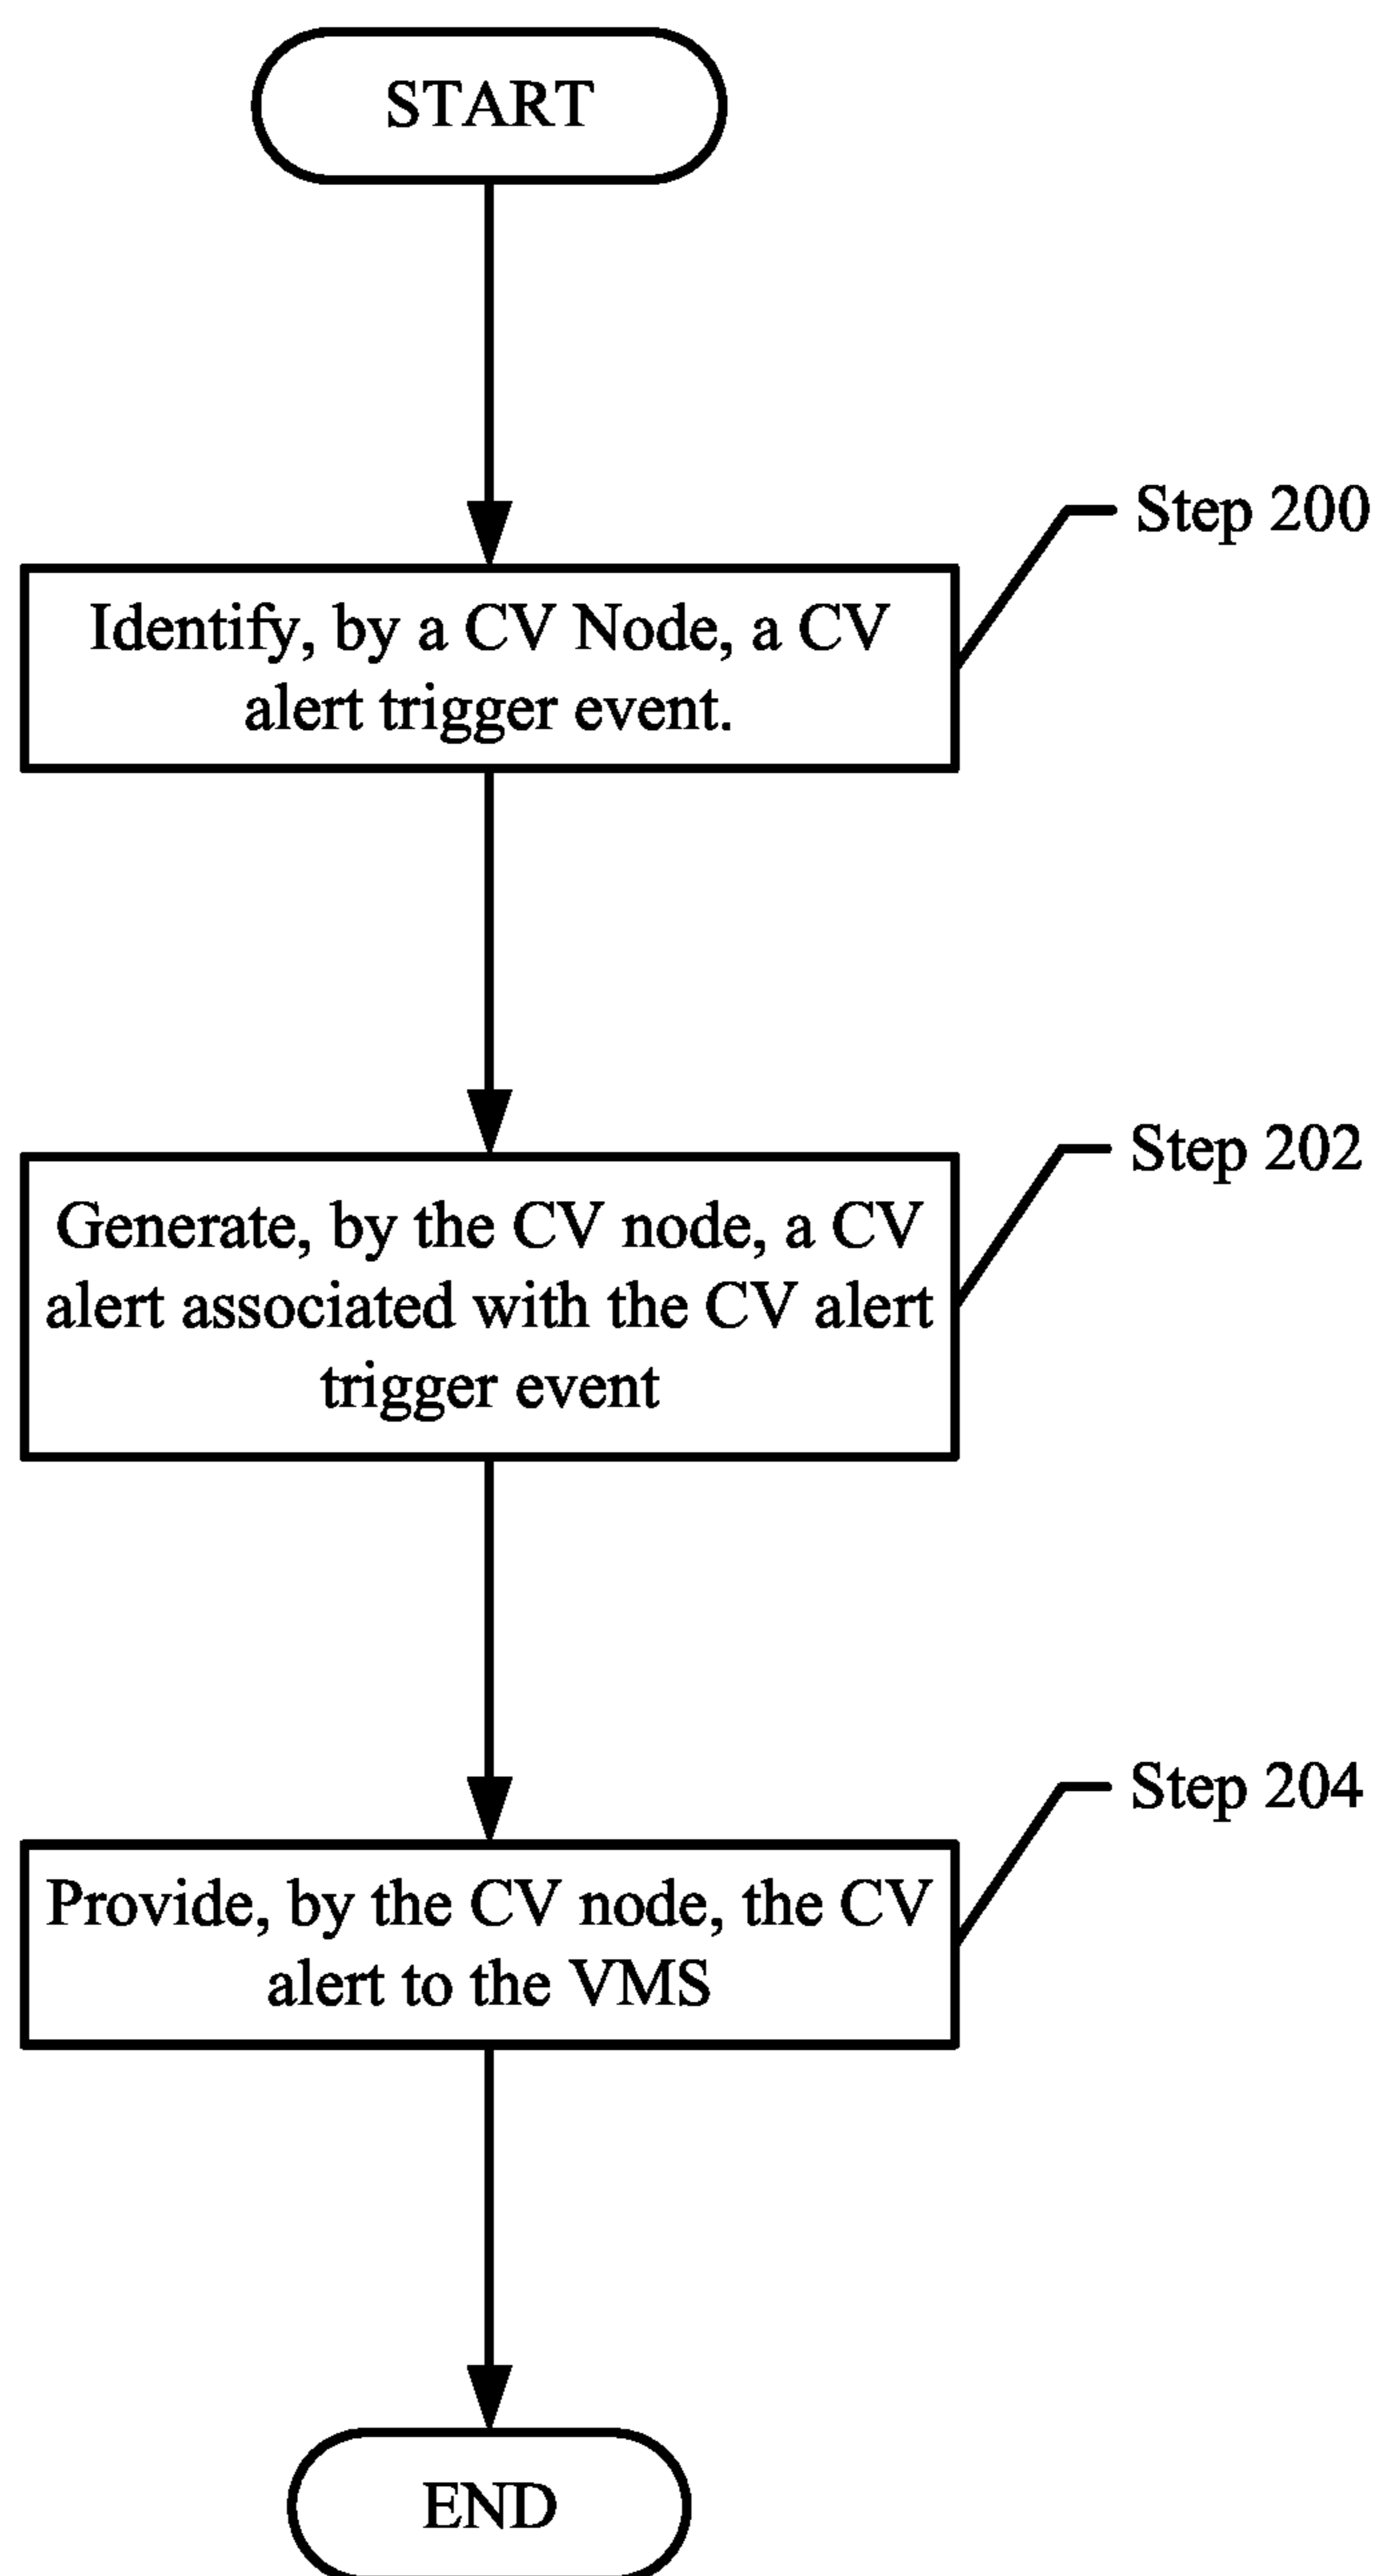 START
Step 200
Identify, by a CV Node, a CV
alert trigger event.
Step 202
Generate, by the CV node, a CV
alert associated with the CV alert
trigger event
Step 204
Provide, by the CV node, the CV
alert to the VMS
END